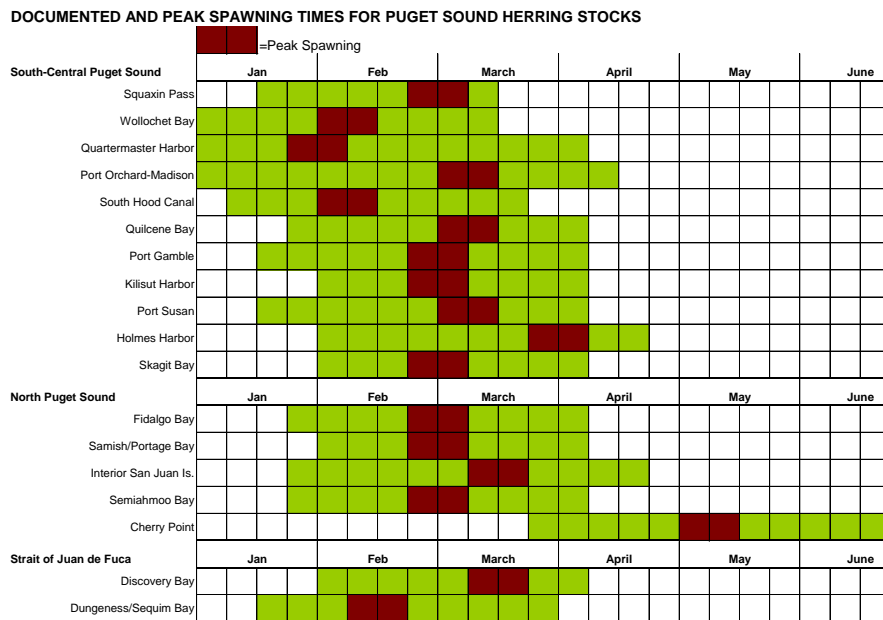 DOCUMENTED AND PEAK SPAWNING TIMES FOR PUGET SOUND HERRING STOCKS
=Peak Spawning
South-Central Puget Sound Jan Feb March April May June
Squaxin Pass
Wollochet Bay
Quartermaster Harbor
Port Orchard-Madison
South Hood Canal
Quilcene Bay
Port Gamble
Kilisut Harbor
Port Susan
Holmes Harbor
Skagit Bay
North Puget Sound Jan Feb March April May June
Fidalgo Bay
Samish/Portage Bay
Interior San Juan Is.
Semiahmoo Bay
Cherry Point
Strait of Juan de Fuca Jan Feb March April May June
Discovery Bay
Dungeness/Sequim Bay